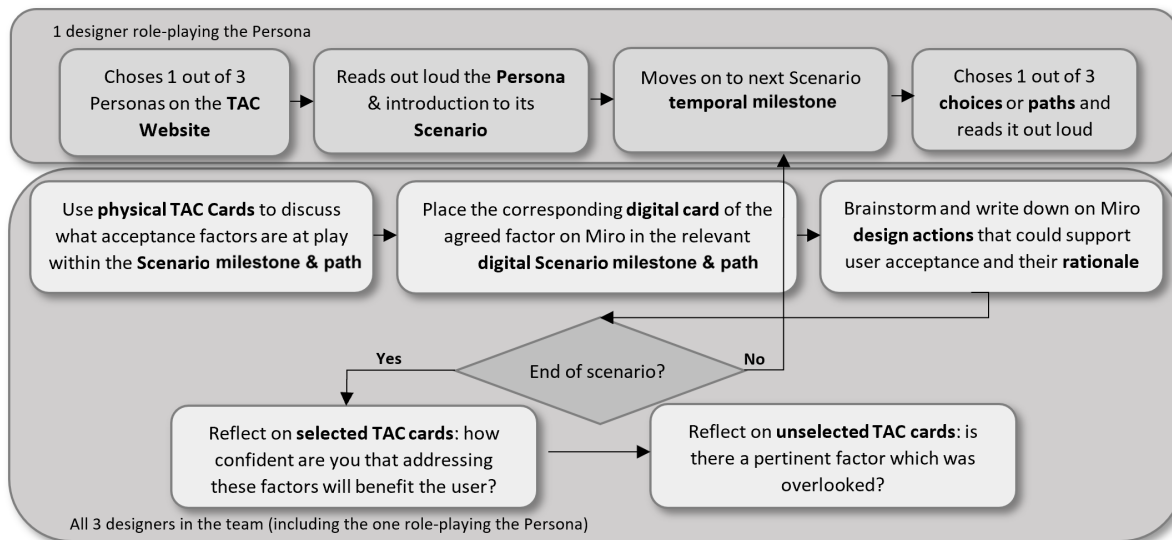 1 designer role-playing the Persona
Choses 1 out of 3
Personas on the TAC
Website
Reads out loud the Persona
& introduction to its
Scenario
Moves on to next Scenario
temporal milestone
Choses 1 out of 3
choices or paths and
reads it out loud
Use physical TAC Cards to discuss
what acceptance factors are at play
within the Scenario milestone & path
Place the corresponding digital card of the
agreed factor on Miro in the relevant
digital Scenario milestone & path
Brainstorm and write down on Miro
design actions that could support
user acceptance and their rationale
End of scenario?
Yes
No
Reflect on selected TAC cards: how
confident are you that addressing
these factors will benefit the user?
Reflect on unselected TAC cards: is
there a pertinent factor which was
overlooked?
All 3 designers in the team (including the one role-playing the Persona)